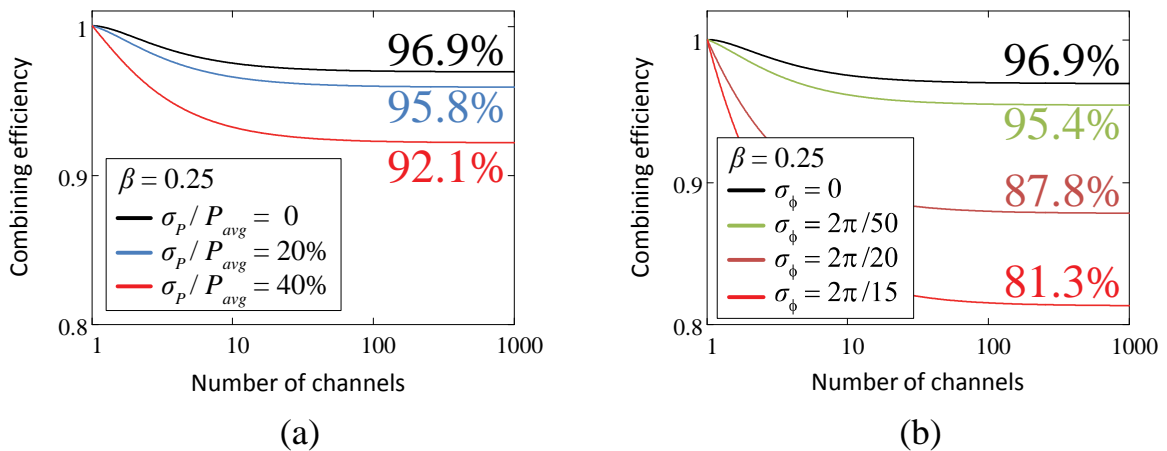 1
0.9
0.8
Combining efficiency
96.9%
95.8%
92.1%
β = 0.25
σ_P / P_avg = 0
σ_P / P_avg = 20%
σ_P / P_avg = 40%
1 10 100 1000
Number of channels
(a)
1
0.9
0.8
Combining efficiency
96.9%
95.4%
87.8%
81.3%
β = 0.25
σ_ϕ = 0
σ_ϕ = 2π/50
σ_ϕ = 2π/20
σ_ϕ = 2π/15
1 10 100 1000
Number of channels
(b)